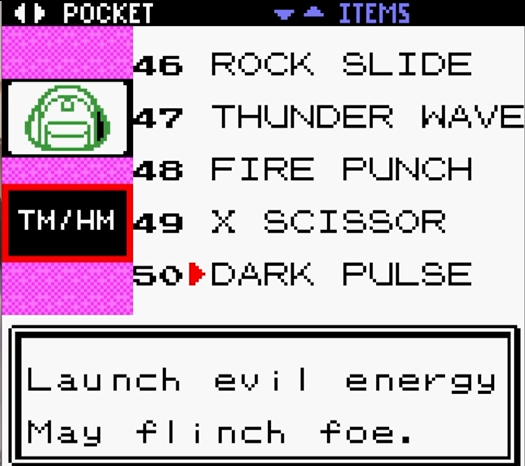 POCKET ITEMS
46 ROCK SLIDE
47 THUNDER WAVE
48 FIRE PUNCH
TM/HM
49 X SCISSOR
50 DARK PULSE
Launch evil energy
May flinch foe.